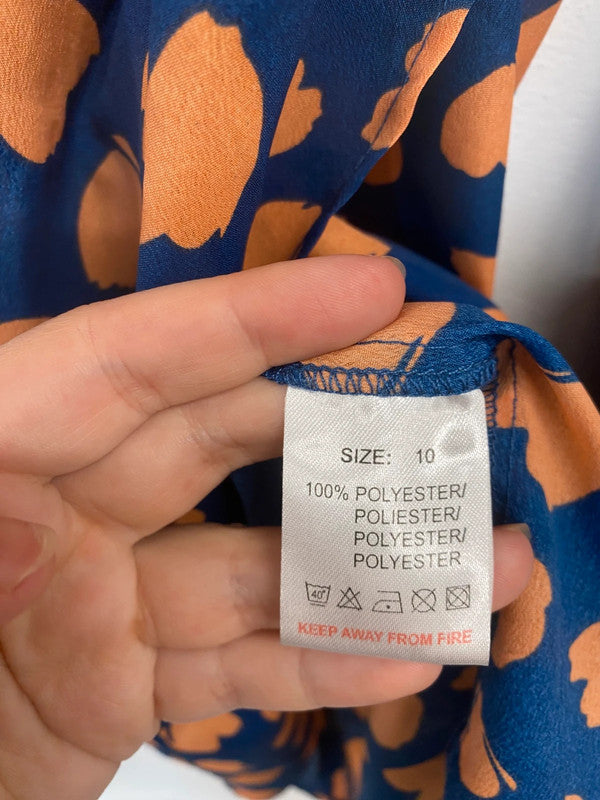 SIZE: 10
100% POLYESTER/
POLIESTER/
POLYESTER/
POLYESTER
40°
KEEP AWAY FROM FIRE